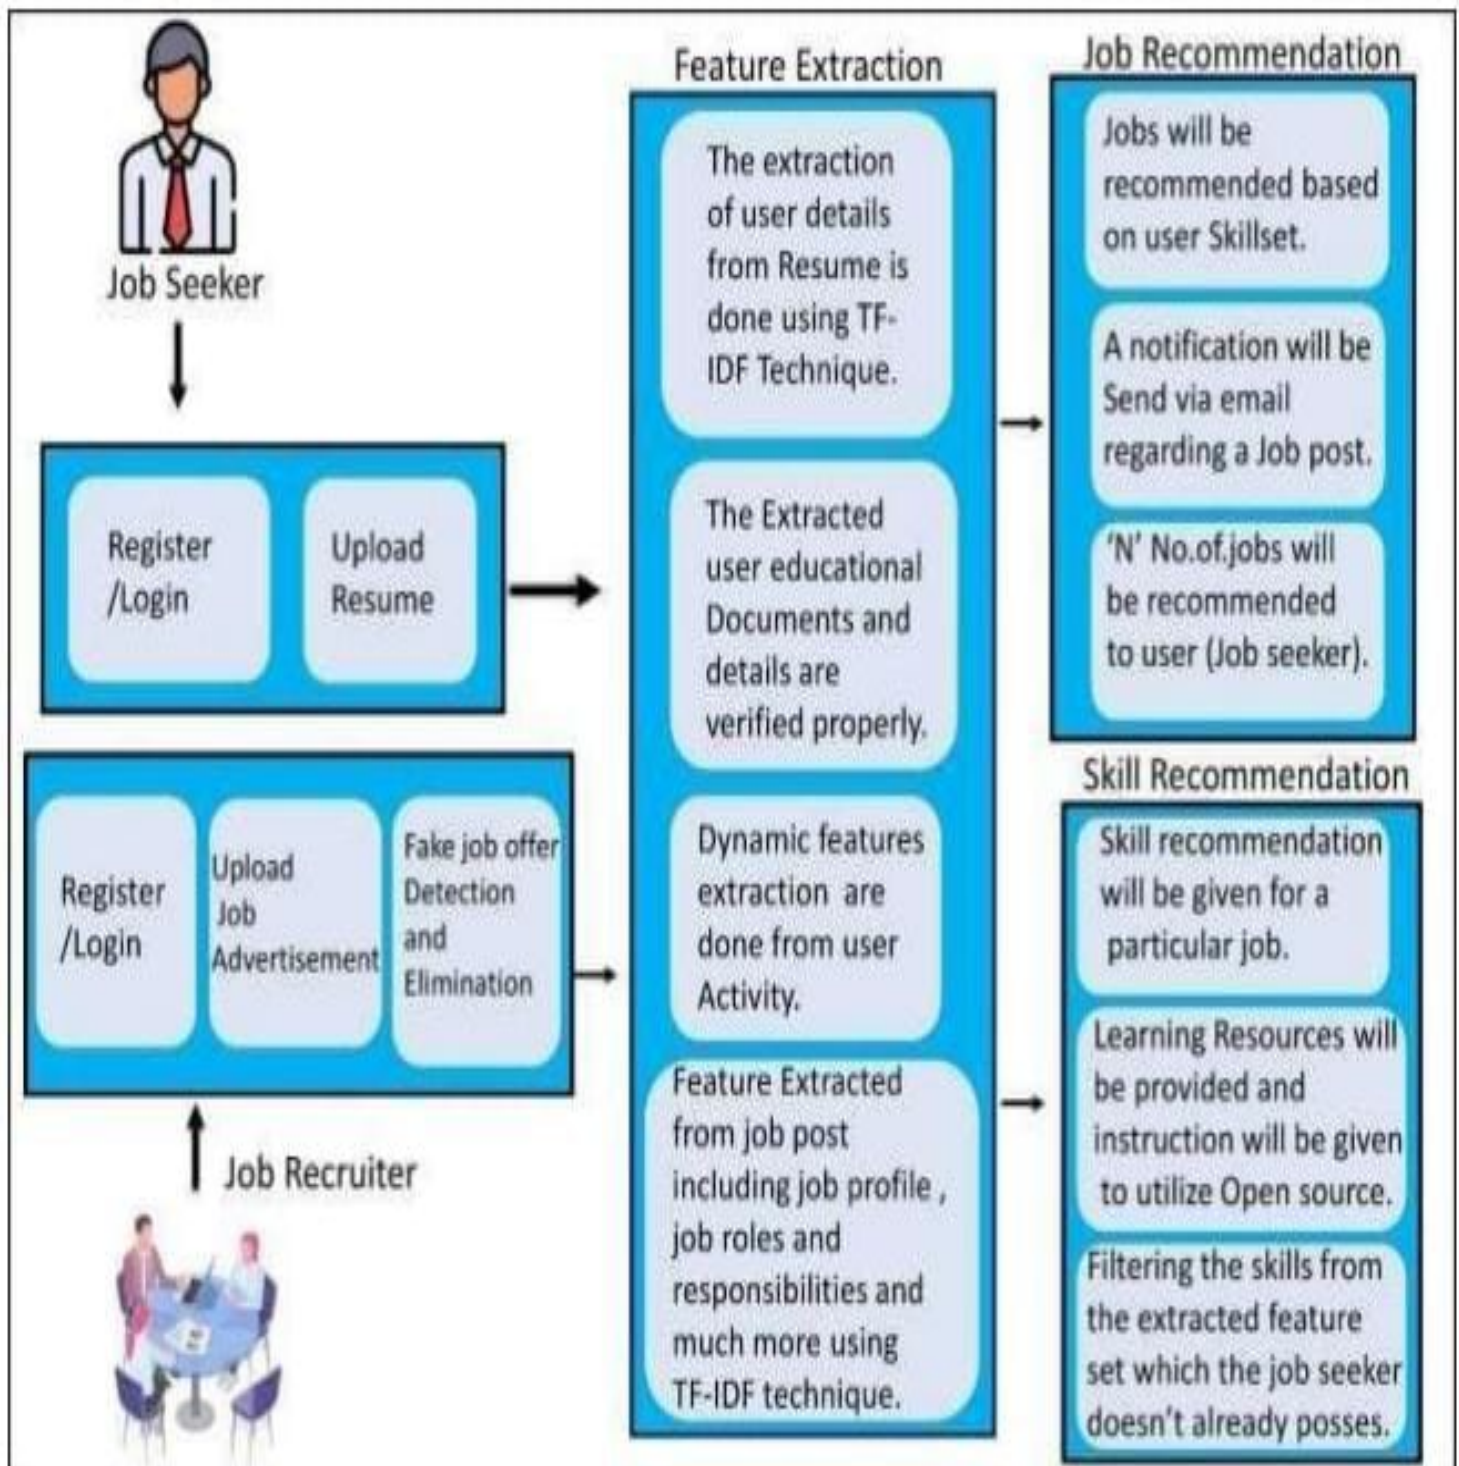 Job Seeker
Register
/Login
Upload
Resume
Register
/Login
Upload
Job
Advertisement
Fake job offer
Detection
and
Elimination
Job Recruiter
Feature Extraction
The extraction
of user details
from Resume is
done using TF-
IDF Technique.
The Extracted
user educational
Documents and
details are
verified properly.
Dynamic features
extraction are
done from user
Activity.
Feature Extracted
from job post
including job profile ,
job roles and
responsibilities and
much more using
TF-IDF technique.
Job Recommendation
Jobs will be
recommended based
on user Skillset.
A notification will be
Send via email
regarding a Job post.
‘N’ No.of.jobs will
be recommended
to user (Job seeker).
Skill Recommendation
Skill recommendation
will be given for a
particular job.
Learning Resources will
be provided and
instruction will be given
to utilize Open source.
Filtering the skills from
the extracted feature
set which the job seeker
doesn’t already posses.